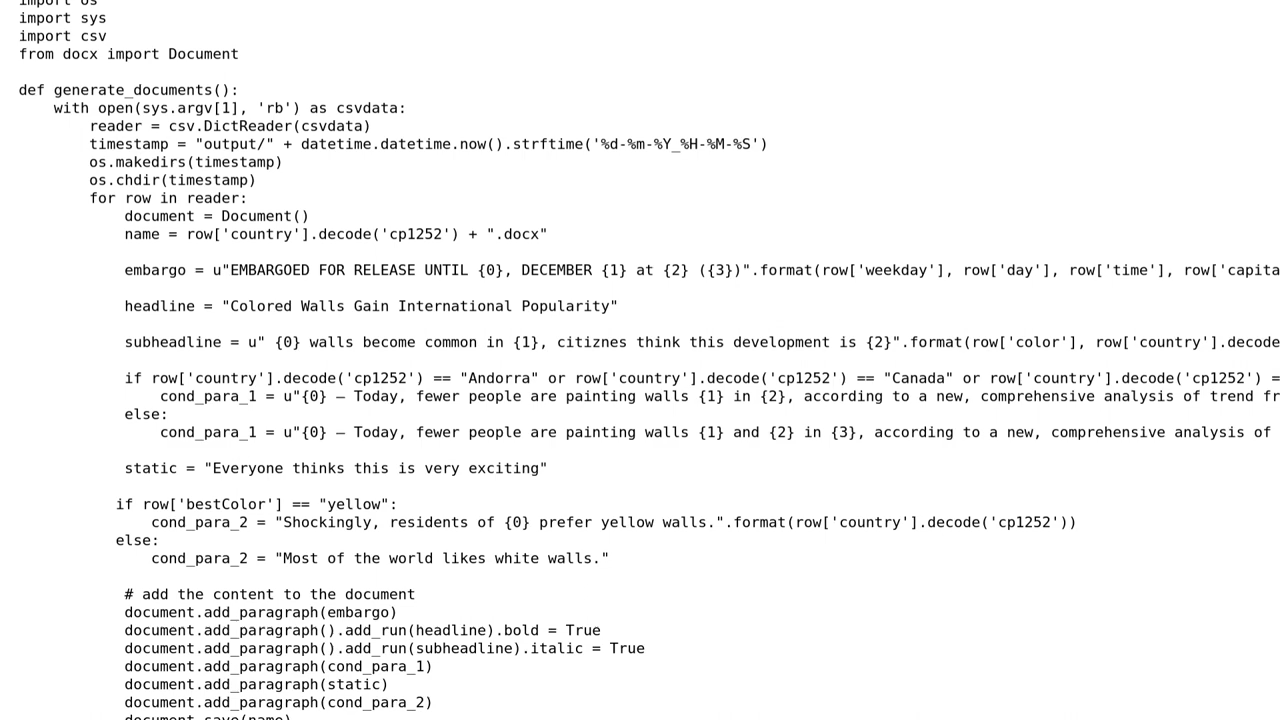 import os
import sys
import csv
from docx import Document

def generate_documents():
    with open(sys.argv[1], 'rb') as csvdata:
        reader = csv.DictReader(csvdata)
        timestamp = "output/" + datetime.datetime.now().strftime('%d-%m-%Y_%H-%M-%S')
        os.makedirs(timestamp)
        os.chdir(timestamp)
        for row in reader:
            document = Document()
            name = row['country'].decode('cp1252') + ".docx"

            embargo = u"EMBARGOED FOR RELEASE UNTIL {0}, DECEMBER {1} at {2} ({3})".format(row['weekday'], row['day'], row['time'], row['capita

            headline = "Colored Walls Gain International Popularity"

            subheadline = u" {0} walls become common in {1}, citiznes think this development is {2}".format(row['color'], row['country'].decode

            if row['country'].decode('cp1252') == "Andorra" or row['country'].decode('cp1252') == "Canada" or row['country'].decode('cp1252') =
                cond_para_1 = u"{0} — Today, fewer people are painting walls {1} in {2}, according to a new, comprehensive analysis of trend fr
            else:
                cond_para_1 = u"{0} — Today, fewer people are painting walls {1} and {2} in {3}, according to a new, comprehensive analysis of

            static = "Everyone thinks this is very exciting"

           if row['bestColor'] == "yellow":
               cond_para_2 = "Shockingly, residents of {0} prefer yellow walls.".format(row['country'].decode('cp1252'))
           else:
               cond_para_2 = "Most of the world likes white walls."

            # add the content to the document
            document.add_paragraph(embargo)
            document.add_paragraph().add_run(headline).bold = True
            document.add_paragraph().add_run(subheadline).italic = True
            document.add_paragraph(cond_para_1)
            document.add_paragraph(static)
            document.add_paragraph(cond_para_2)
            document.save(name)